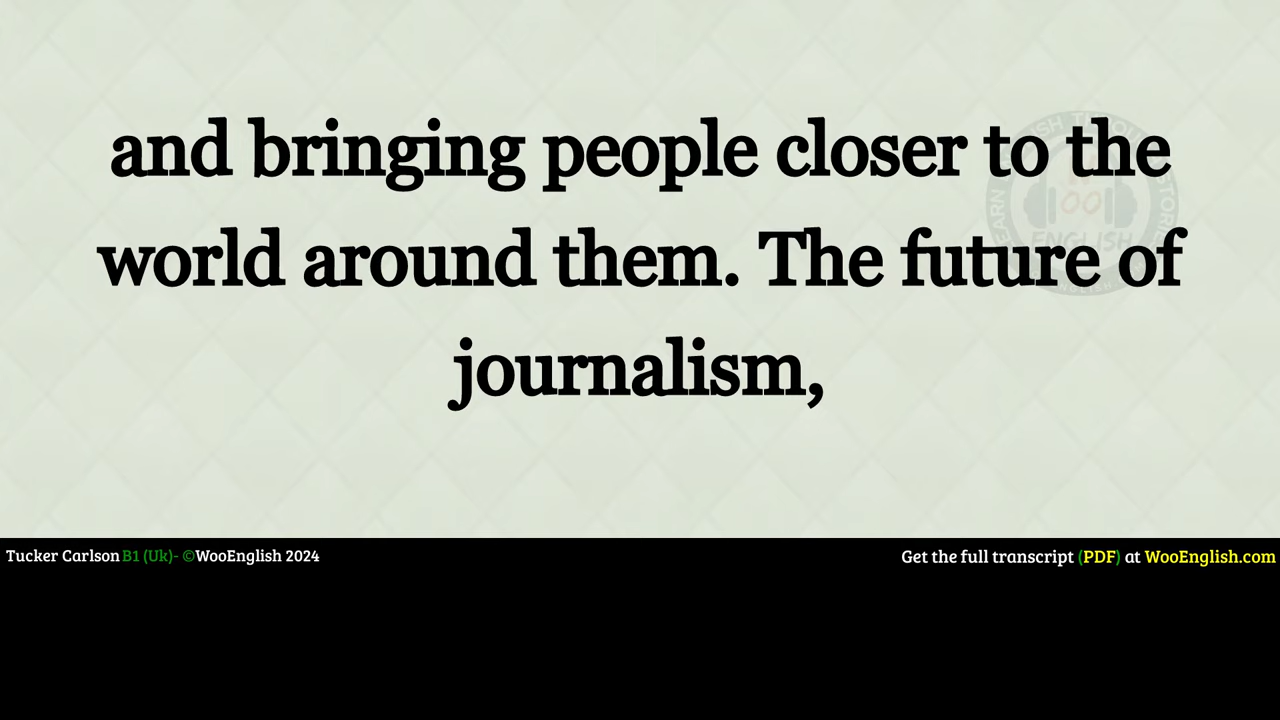 and bringing people closer to the
world around them. The future of
journalism,
ENGLISH
Tucker Carlson B1 (Uk)- ©WooEnglish 2024
Get the full transcript (PDF) at WooEnglish.com